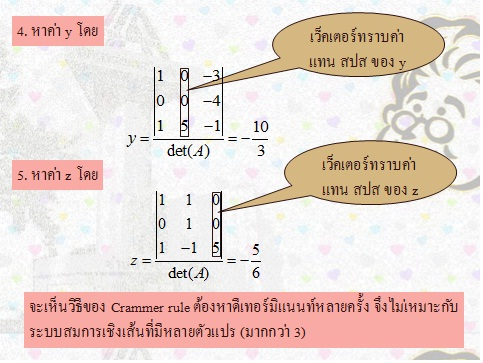 4. หาค่า y โดย
เว็คเตอร์ทราบค่า
แทน สปส ของ y
1 0 −3
0 0 −4
1 5 −1
y = det(A) = − 10/3
5. หาค่า z โดย
เว็คเตอร์ทราบค่า
แทน สปส ของ z
1 1 0
0 1 0
1 −1 5
z = det(A) = − 5/6
จะเห็นวิธีของ Crammer rule ต้องหาดีเทอร์มิแนนท์หลายครั้ง จึงไม่เหมาะกับ
ระบบสมการเชิงเส้นที่มีหลายตัวแปร (มากกว่า 3)